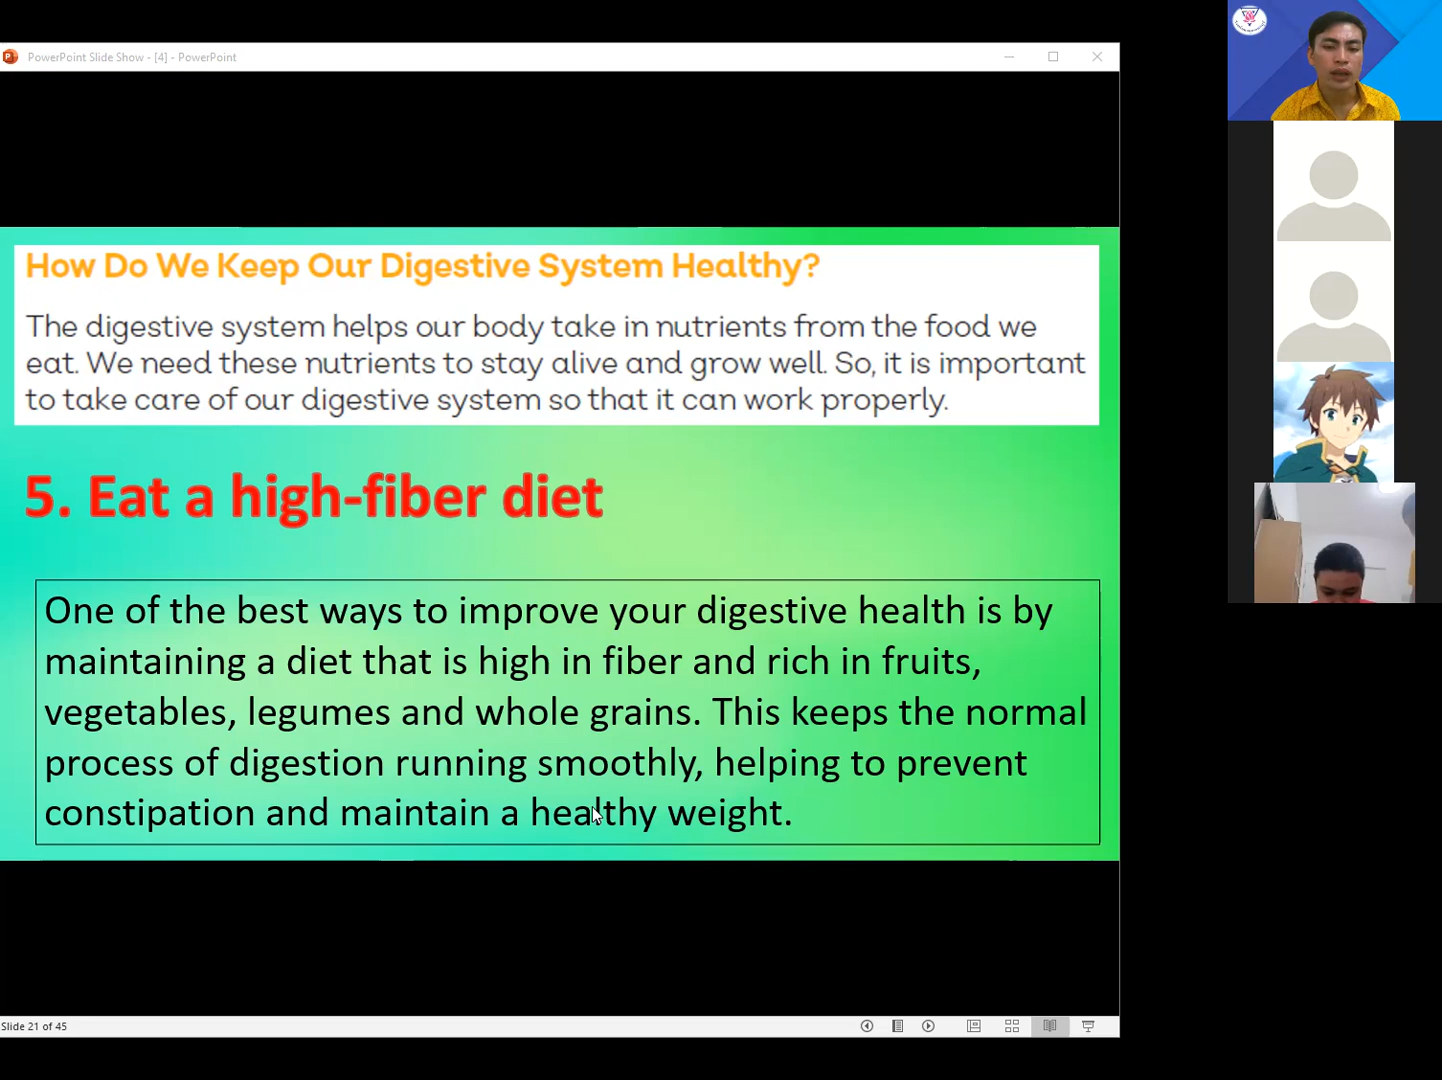 PowerPoint Slide Show - [4] - PowerPoint
How Do We Keep Our Digestive System Healthy?
The digestive system helps our body take in nutrients from the food we
eat. We need these nutrients to stay alive and grow well. So, it is important
to take care of our digestive system so that it can work properly.
5. Eat a high-fiber diet
One of the best ways to improve your digestive health is by
maintaining a diet that is high in fiber and rich in fruits,
vegetables, legumes and whole grains. This keeps the normal
process of digestion running smoothly, helping to prevent
constipation and maintain a healthy weight.
Slide 21 of 45